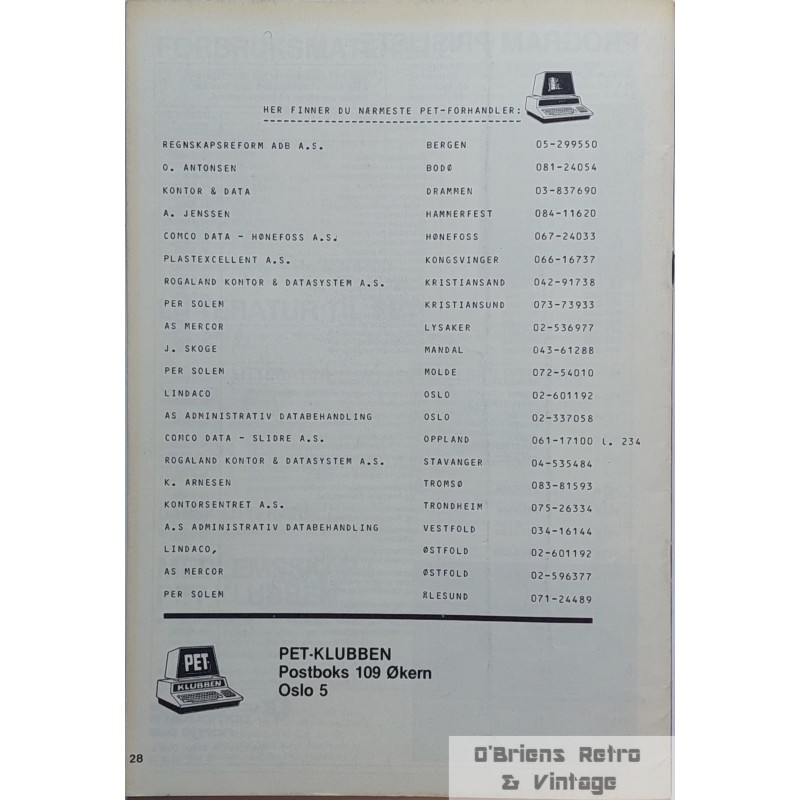 HER FINNER DU NÆRMESTE PET-FORHANDLER:
REGNSKAPSREFORM ADB A.S. BERGEN 05-299550
O. ANTONSEN BODØ 081-24054
KONTOR & DATA DRAMMEN 03-837690
A. JENSSEN HAMMERFEST 084-11620
COMCO DATA - HØNEFOSS A.S. HØNEFOSS 067-24033
PLASTEXCELLENT A.S. KONGSVINGER 066-16737
ROGALAND KONTOR & DATASYSTEM A.S. KRISTIANSAND 042-91738
PER SOLEM KRISTIANSUND 073-73933
AS MERCOR LYSAKER 02-536977
J. SKOGE MANDAL 043-61288
PER SOLEM MOLDE 072-54010
LINDACO OSLO 02-601192
AS ADMINISTRATIV DATABEHANDLING OSLO 02-337058
COMCO DATA - SLIDRE A.S. OPPLAND 061-17100 l. 234
ROGALAND KONTOR & DATASYSTEM A.S. STAVANGER 04-535484
K. ARNESEN TROMSØ 083-81593
KONTORSENTRET A.S. TRONDHEIM 075-26334
A.S ADMINISTRATIV DATABEHANDLING VESTFOLD 034-16144
LINDACO, ØSTFOLD 02-601192
AS MERCOR ØSTFOLD 02-596377
PER SOLEM ÅLESUND 071-24489
PET
KLUBBEN
PET-KLUBBEN
Postboks 109 Økern
Oslo 5
28
O'Briens Retro
& Vintage